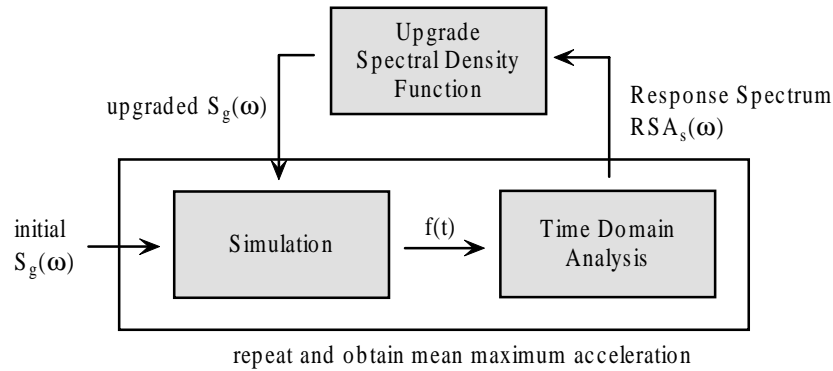 Upgrade
Spectral Density
Function
upgraded S_g(ω)
Response Spectrum
RSA_s(ω)
initial
S_g(ω)
Simulation
f(t)
Time Domain
Analysis
repeat and obtain mean maximum acceleration